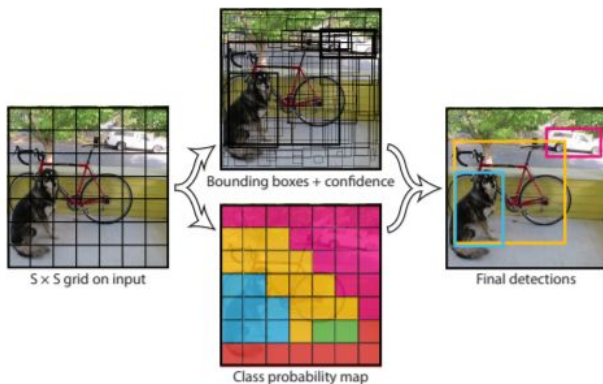 Bounding boxes + confidence
S × S grid on input
Final detections
Class probability map